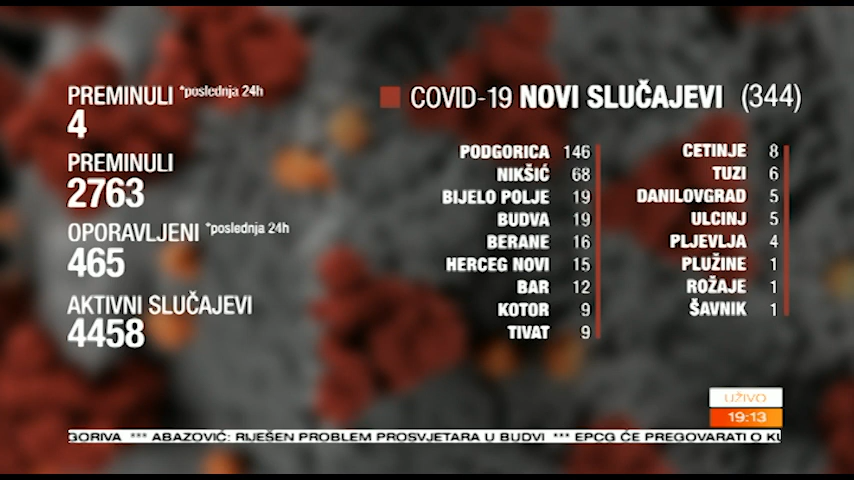 PREMINULI *poslednja 24h
4
PREMINULI
2763
OPORAVLJENI *poslednja 24h
465
AKTIVNI SLUČAJEVI
4458
COVID-19 NOVI SLUČAJEVI (344)
PODGORICA 146
NIKŠIĆ 68
BIJELO POLJE 19
BUDVA 19
BERANE 16
HERCEG NOVI 15
BAR 12
KOTOR 9
TIVAT 9
CETINJE 8
TUZI 6
DANILOVGRAD 5
ULCINJ 5
PLJEVLJA 4
PLUŽINE 1
ROŽAJE 1
ŠAVNIK 1
UŽIVO
19:13
GORIVA *** ABAZOVIĆ: RIJEŠEN PROBLEM PROSVJETARA U BUDVI *** EPCG ĆE PREGOVARATI O